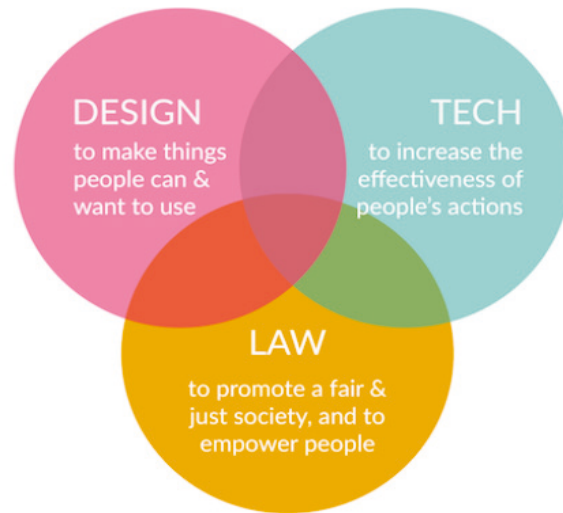 DESIGN
to make things
people can &
want to use
TECH
to increase the
effectiveness of
people's actions
LAW
to promote a fair &
just society, and to
empower people